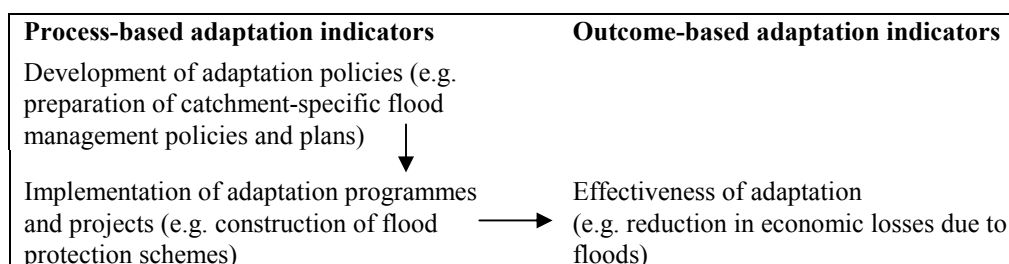 Process-based adaptation indicators
Outcome-based adaptation indicators
Development of adaptation policies (e.g.
preparation of catchment-specific flood
management policies and plans)
Implementation of adaptation programmes
and projects (e.g. construction of flood
protection schemes)
Effectiveness of adaptation
(e.g. reduction in economic losses due to
floods)